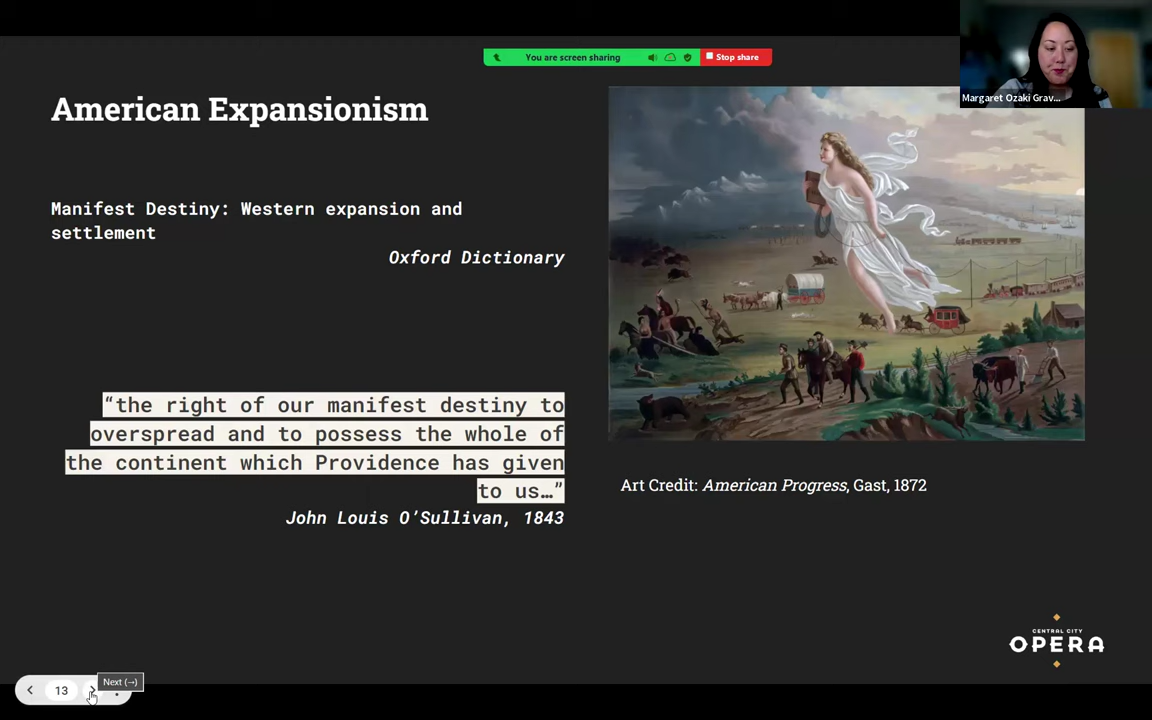 You are screen sharing
Stop share
Margaret Ozaki Grav...
American Expansionism
Manifest Destiny: Western expansion and
settlement
Oxford Dictionary
“the right of our manifest destiny to
overspread and to possess the whole of
the continent which Providence has given
to us…”
John Louis O’Sullivan, 1843
Art Credit: American Progress, Gast, 1872
CENTRAL CITY
OPERA
Next (→)
13